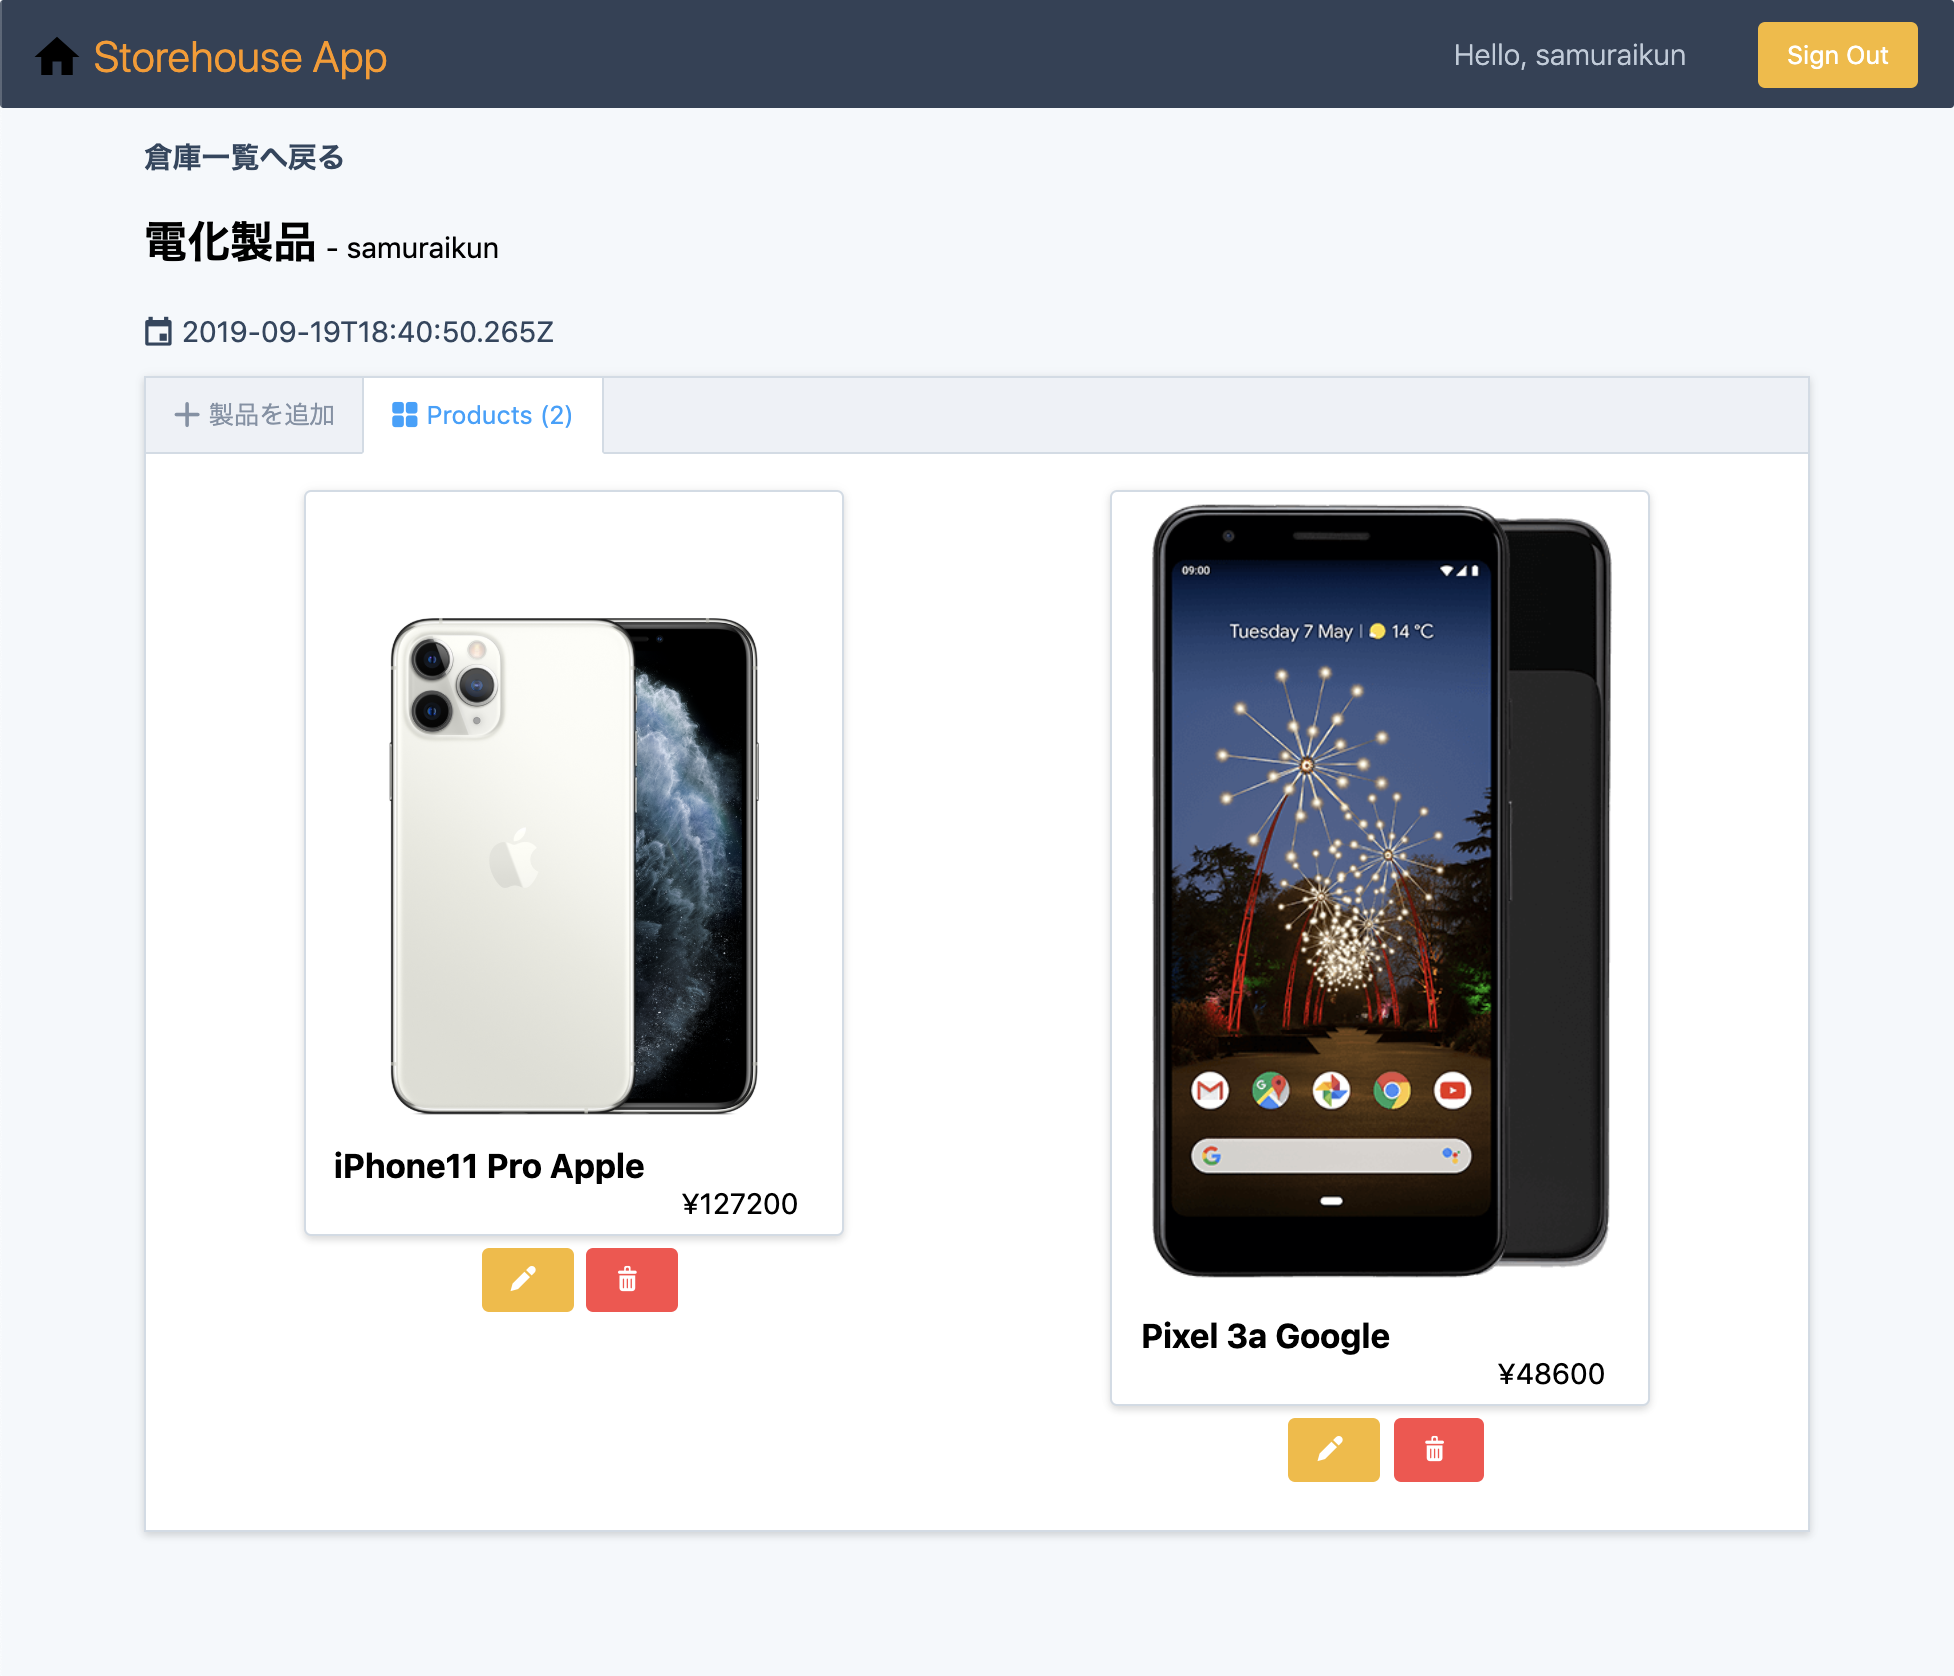 Storehouse App
Hello, samuraikun
Sign Out
倉庫一覧へ戻る
電化製品 - samuraikun
2019-09-19T18:40:50.265Z
製品を追加
Products (2)
iPhone11 Pro Apple
¥127200
09:00
Tuesday 7 May | 14 °C
Pixel 3a Google
¥48600